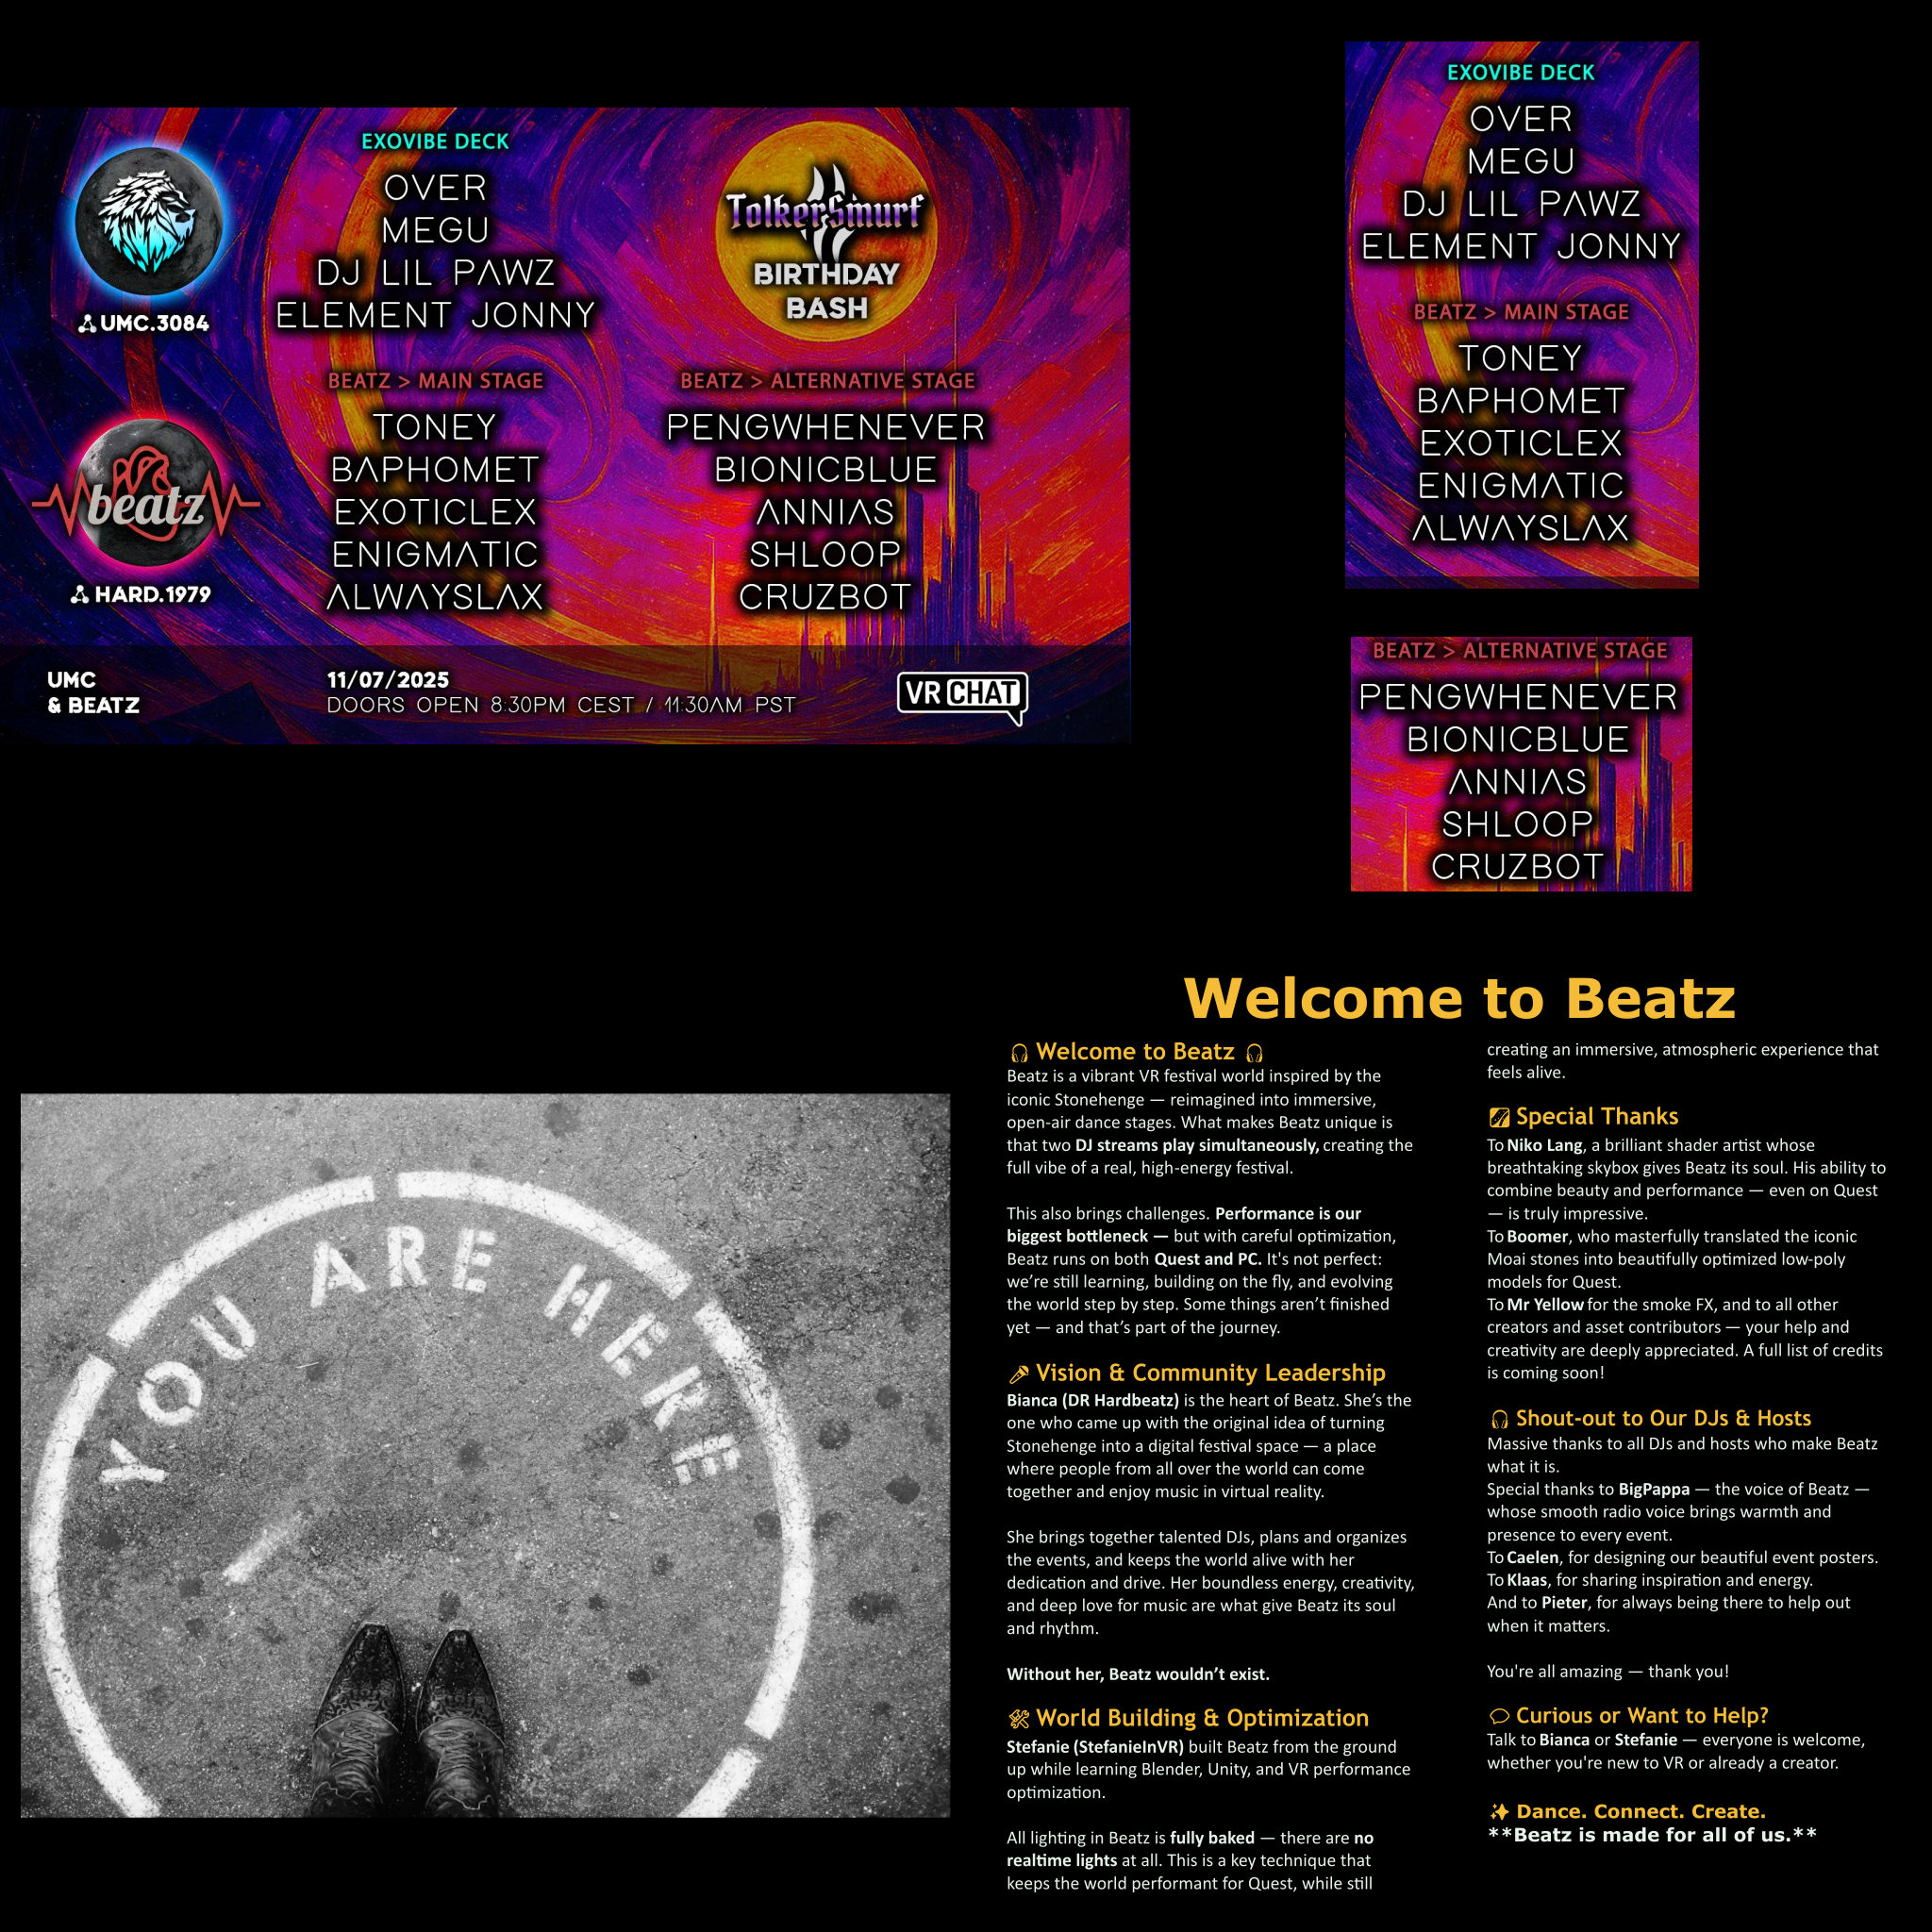 EXOVIBE DECK
OVER
MEGU
DJ LIL PAWZ
ELEMENT JONNY
UMC.3084
TolkerSmurf
BIRTHDAY
BASH
BEATZ > MAIN STAGE
TONEY
BAPHOMET
EXOTICLEX
ENIGMATIC
ALWAYSLAX
BEATZ > ALTERNATIVE STAGE
PENGWHENEVER
BIONICBLUE
ANNIAS
SHLOOP
CRUZBOT
beatz
HARD.1979
UMC
& BEATZ
11/07/2025
DOORS OPEN 8:30PM CEST / 11:30AM PST
VR CHAT
EXOVIBE DECK
OVER
MEGU
DJ LIL PAWZ
ELEMENT JONNY
BEATZ > MAIN STAGE
TONEY
BAPHOMET
EXOTICLEX
ENIGMATIC
ALWAYSLAX
BEATZ > ALTERNATIVE STAGE
PENGWHENEVER
BIONICBLUE
ANNIAS
SHLOOP
CRUZBOT
YOU ARE HERE
Welcome to Beatz
🎧 Welcome to Beatz 🎧
Beatz is a vibrant VR festival world inspired by the
iconic Stonehenge — reimagined into immersive,
open-air dance stages. What makes Beatz unique is
that two DJ streams play simultaneously, creating the
full vibe of a real, high-energy festival.
This also brings challenges. Performance is our
biggest bottleneck — but with careful optimization,
Beatz runs on both Quest and PC. It's not perfect:
we’re still learning, building on the fly, and evolving
the world step by step. Some things aren’t finished
yet — and that’s part of the journey.
🎤 Vision & Community Leadership
Bianca (DR Hardbeatz) is the heart of Beatz. She’s the
one who came up with the original idea of turning
Stonehenge into a digital festival space — a place
where people from all over the world can come
together and enjoy music in virtual reality.
She brings together talented DJs, plans and organizes
the events, and keeps the world alive with her
dedication and drive. Her boundless energy, creativity,
and deep love for music are what give Beatz its soul
and rhythm.
Without her, Beatz wouldn’t exist.
🛠 World Building & Optimization
Stefanie (StefanieInVR) built Beatz from the ground
up while learning Blender, Unity, and VR performance
optimization.
All lighting in Beatz is fully baked — there are no
realtime lights at all. This is a key technique that
keeps the world performant for Quest, while still
creating an immersive, atmospheric experience that
feels alive.
🌌 Special Thanks
To Niko Lang, a brilliant shader artist whose
breathtaking skybox gives Beatz its soul. His ability to
combine beauty and performance — even on Quest
— is truly impressive.
To Boomer, who masterfully translated the iconic
Moai stones into beautifully optimized low-poly
models for Quest.
To Mr Yellow for the smoke FX, and to all other
creators and asset contributors — your help and
creativity are deeply appreciated. A full list of credits
is coming soon!
🎧 Shout-out to Our DJs & Hosts
Massive thanks to all DJs and hosts who make Beatz
what it is.
Special thanks to BigPappa — the voice of Beatz —
whose smooth radio voice brings warmth and
presence to every event.
To Caelen, for designing our beautiful event posters.
To Klaas, for sharing inspiration and energy.
And to Pieter, for always being there to help out
when it matters.
You're all amazing — thank you!
💬 Curious or Want to Help?
Talk to Bianca or Stefanie — everyone is welcome,
whether you're new to VR or already a creator.
✨ Dance. Connect. Create.
**Beatz is made for all of us.**